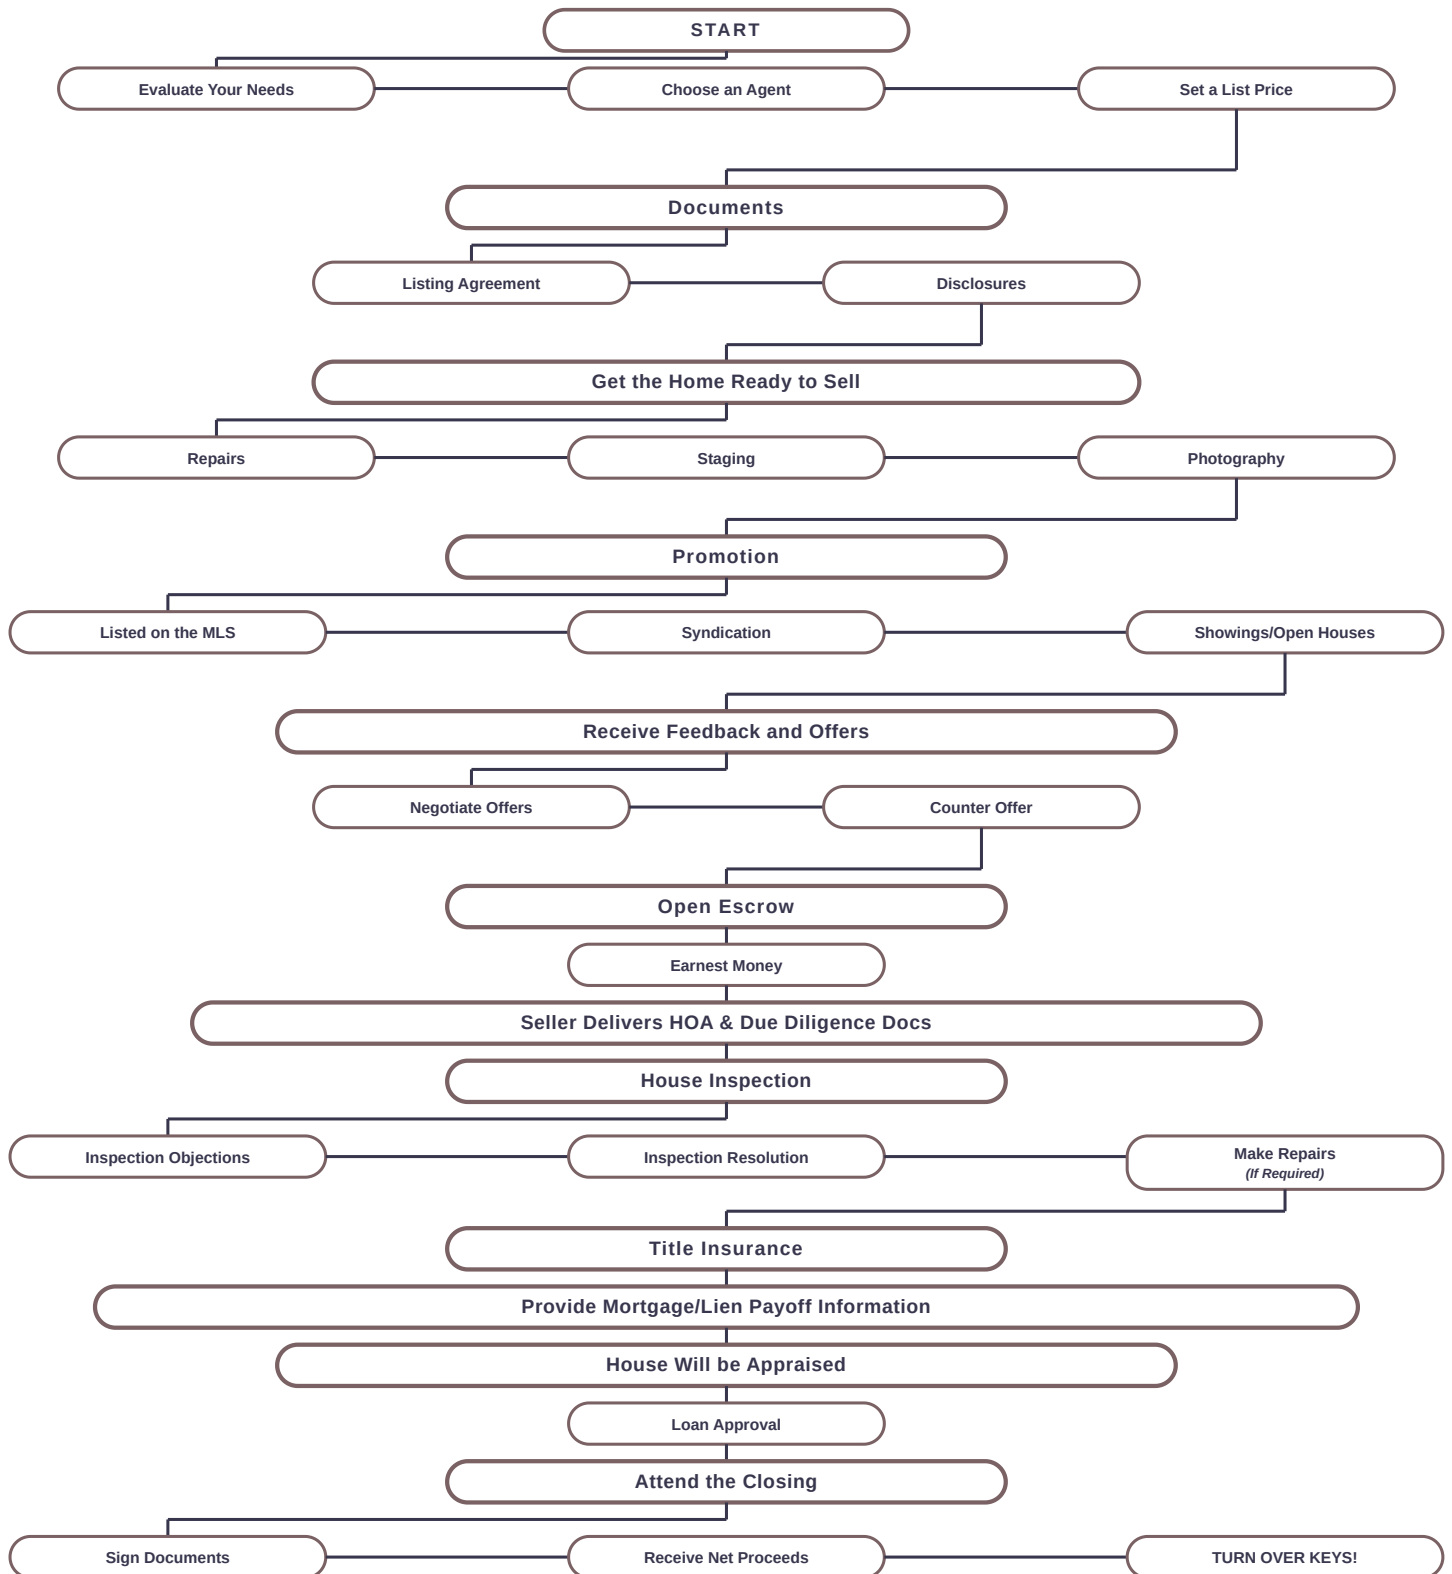 START
Evaluate Your Needs
Choose an Agent
Set a List Price
Documents
Listing Agreement
Disclosures
Get the Home Ready to Sell
Repairs
Staging
Photography
Promotion
Listed on the MLS
Syndication
Showings/Open Houses
Receive Feedback and Offers
Negotiate Offers
Counter Offer
Open Escrow
Earnest Money
Seller Delivers HOA & Due Diligence Docs
House Inspection
Inspection Objections
Inspection Resolution
Make Repairs
(If Required)
Title Insurance
Provide Mortgage/Lien Payoff Information
House Will be Appraised
Loan Approval
Attend the Closing
Sign Documents
Receive Net Proceeds
TURN OVER KEYS!